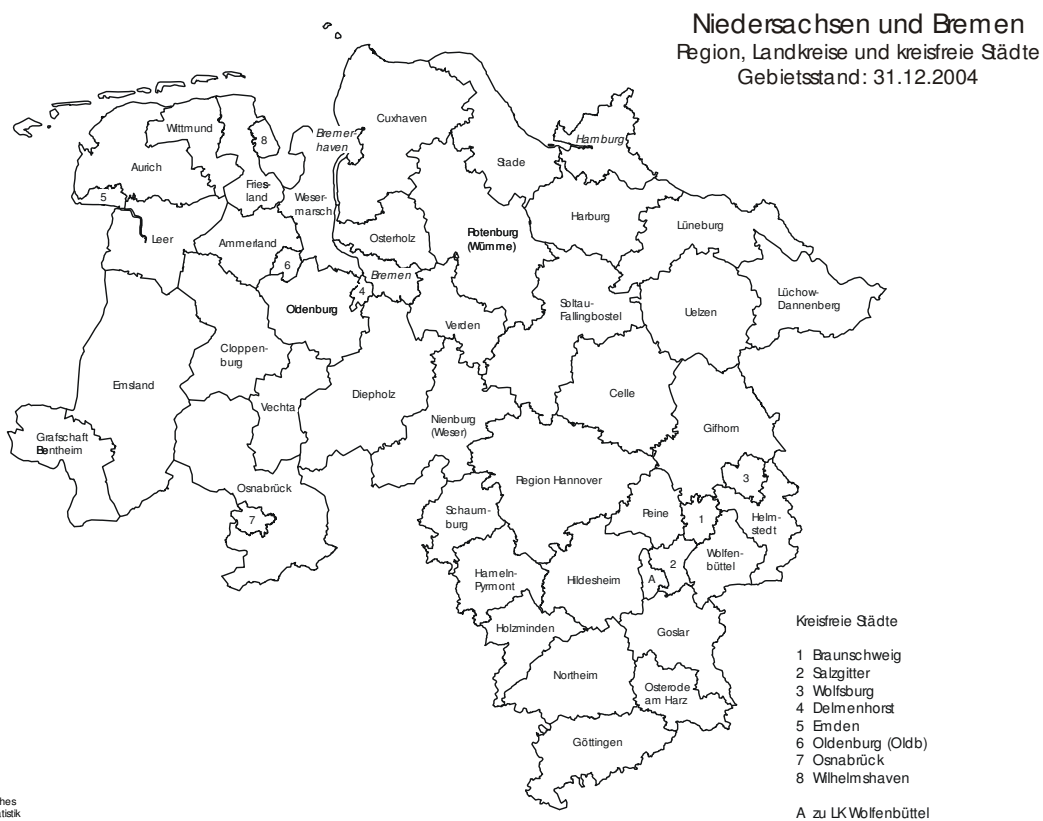 Niedersachsen und Bremen
Region, Landkreise und kreisfreie Städte
Gebietsstand: 31.12.2004
Cuxhaven
Wittmund
8
Bremer-
haven
Hamburg
Aurich
Stade
5
Fries-
land
Weser-
marsch
Harburg
Lüneburg
Leer
Ammerland
Osterholz
Rotenburg
(Wümme)
6
Bremen
4
Lüchow-
Dannenberg
Oldenburg
Soltau-
Fallingbostel
Uelzen
Verden
Cloppen-
burg
Emsland
Vechta
Diepholz
Celle
Nienburg
(Weser)
Gifhorn
Grafschaft
Bentheim
Region Hannover
3
Osnabrück
7
Schaum-
burg
Peine
1
Helm-
stedt
Wolfen-
büttel
Hameln-
Pyrmont
Hildesheim
A
2
Holzminden
Goslar
Northeim
Osterode
am Harz
Göttingen
Kreisfreie Städte
1 Braunschweig
2 Salzgitter
3 Wolfsburg
4 Delmenhorst
5 Emden
6 Oldenburg (Oldb)
7 Osnabrück
8 Wilhelmshaven
A zu LK Wolfenbüttel
ches
atistik